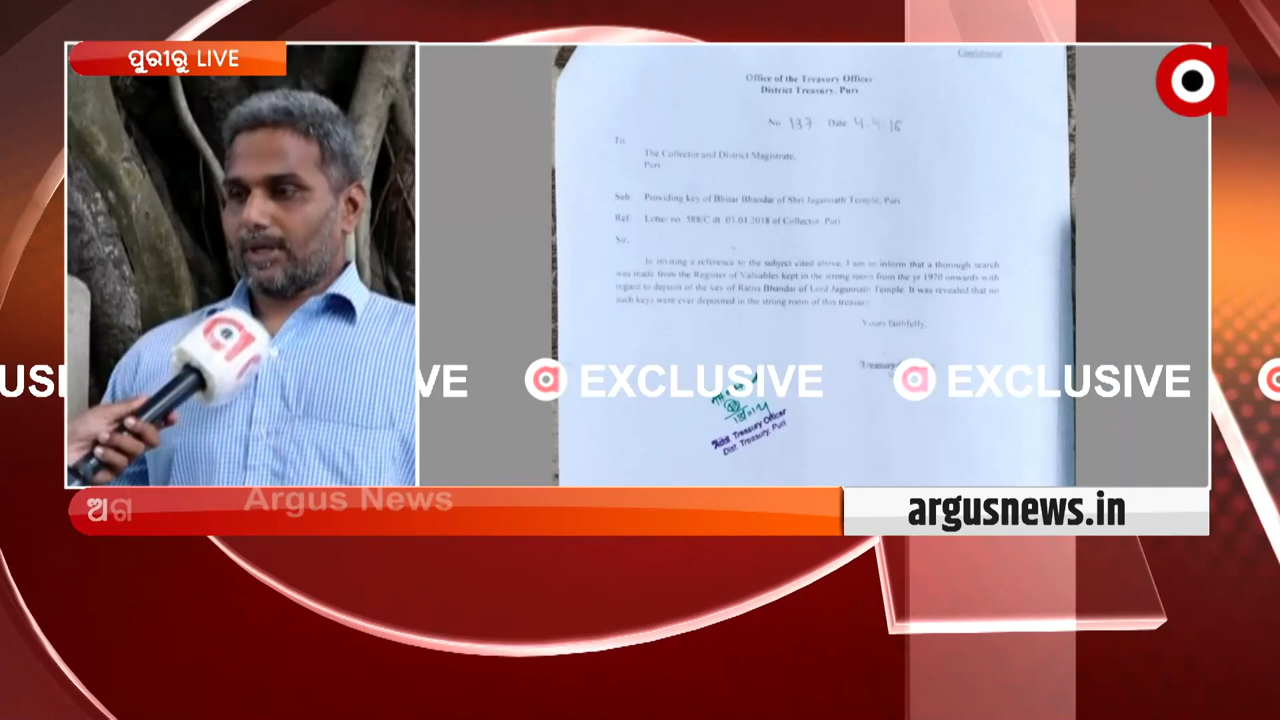 ପୁରୀରୁ LIVE
Confidential
Office of the Treasury Officer
District Treasury, Puri
No 137 Date 4.4.18
To
The Collector and District Magistrate,
Puri
Sub: Providing key of Bhitar Bhandar of Shri Jagannath Temple, Puri
Ref: Letter no 588/C dt 03.04.2018 of Collector, Puri
Sir,
In inviting a reference to the subject cited above, I am to inform that a thorough search
was made from the Register of Valuables kept in the strong room from the yr 1970 onwards with
regard to deposit of the key of Ratna Bhandar of Lord Jagannath Temple. It was revealed that no
such keys were ever deposited in the strong room of this treasury
Yours faithfully,
Treasury
Treasury Officer
Dist. Treasury, Puri
USI
VE
EXCLUSIVE
EXCLUSIVE
ଅଗ
Argus News
argusnews.in